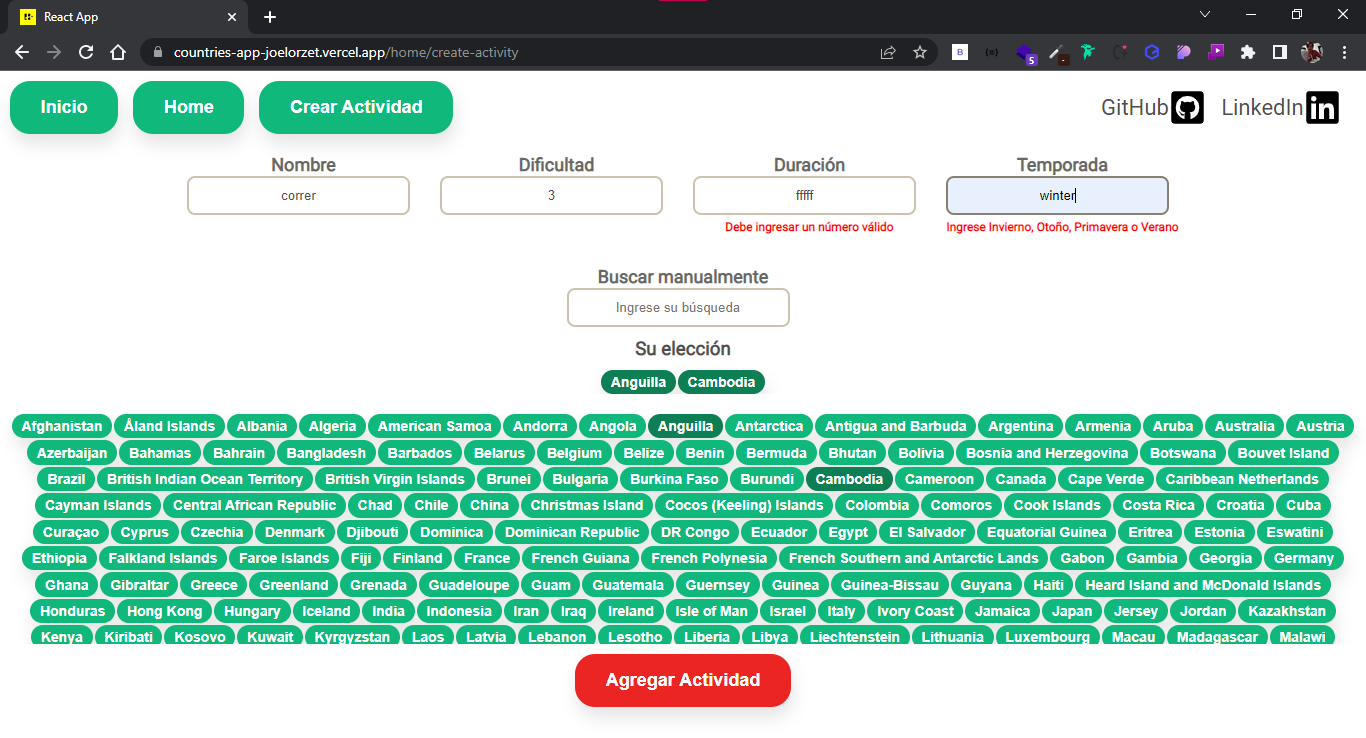 React App
countries-app-joelorzet.vercel.app/home/create-activity
B
5
Inicio Home Crear Actividad GitHub LinkedIn
Nombre Dificultad Duración Temporada
correr 3 fffff winter
Debe ingresar un número válido Ingrese Invierno, Otoño, Primavera o Verano
Buscar manualmente
Ingrese su búsqueda
Su elección
Anguilla Cambodia
Afghanistan Åland Islands Albania Algeria American Samoa Andorra Angola Anguilla Antarctica Antigua and Barbuda Argentina Armenia Aruba Australia Austria
Azerbaijan Bahamas Bahrain Bangladesh Barbados Belarus Belgium Belize Benin Bermuda Bhutan Bolivia Bosnia and Herzegovina Botswana Bouvet Island
Brazil British Indian Ocean Territory British Virgin Islands Brunei Bulgaria Burkina Faso Burundi Cambodia Cameroon Canada Cape Verde Caribbean Netherlands
Cayman Islands Central African Republic Chad Chile China Christmas Island Cocos (Keeling) Islands Colombia Comoros Cook Islands Costa Rica Croatia Cuba
Curaçao Cyprus Czechia Denmark Djibouti Dominica Dominican Republic DR Congo Ecuador Egypt El Salvador Equatorial Guinea Eritrea Estonia Eswatini
Ethiopia Falkland Islands Faroe Islands Fiji Finland France French Guiana French Polynesia French Southern and Antarctic Lands Gabon Gambia Georgia Germany
Ghana Gibraltar Greece Greenland Grenada Guadeloupe Guam Guatemala Guernsey Guinea Guinea-Bissau Guyana Haiti Heard Island and McDonald Islands
Honduras Hong Kong Hungary Iceland India Indonesia Iran Iraq Ireland Isle of Man Israel Italy Ivory Coast Jamaica Japan Jersey Jordan Kazakhstan
Kenya Kiribati Kosovo Kuwait Kyrgyzstan Laos Latvia Lebanon Lesotho Liberia Libya Liechtenstein Lithuania Luxembourg Macau Madagascar Malawi
Agregar Actividad